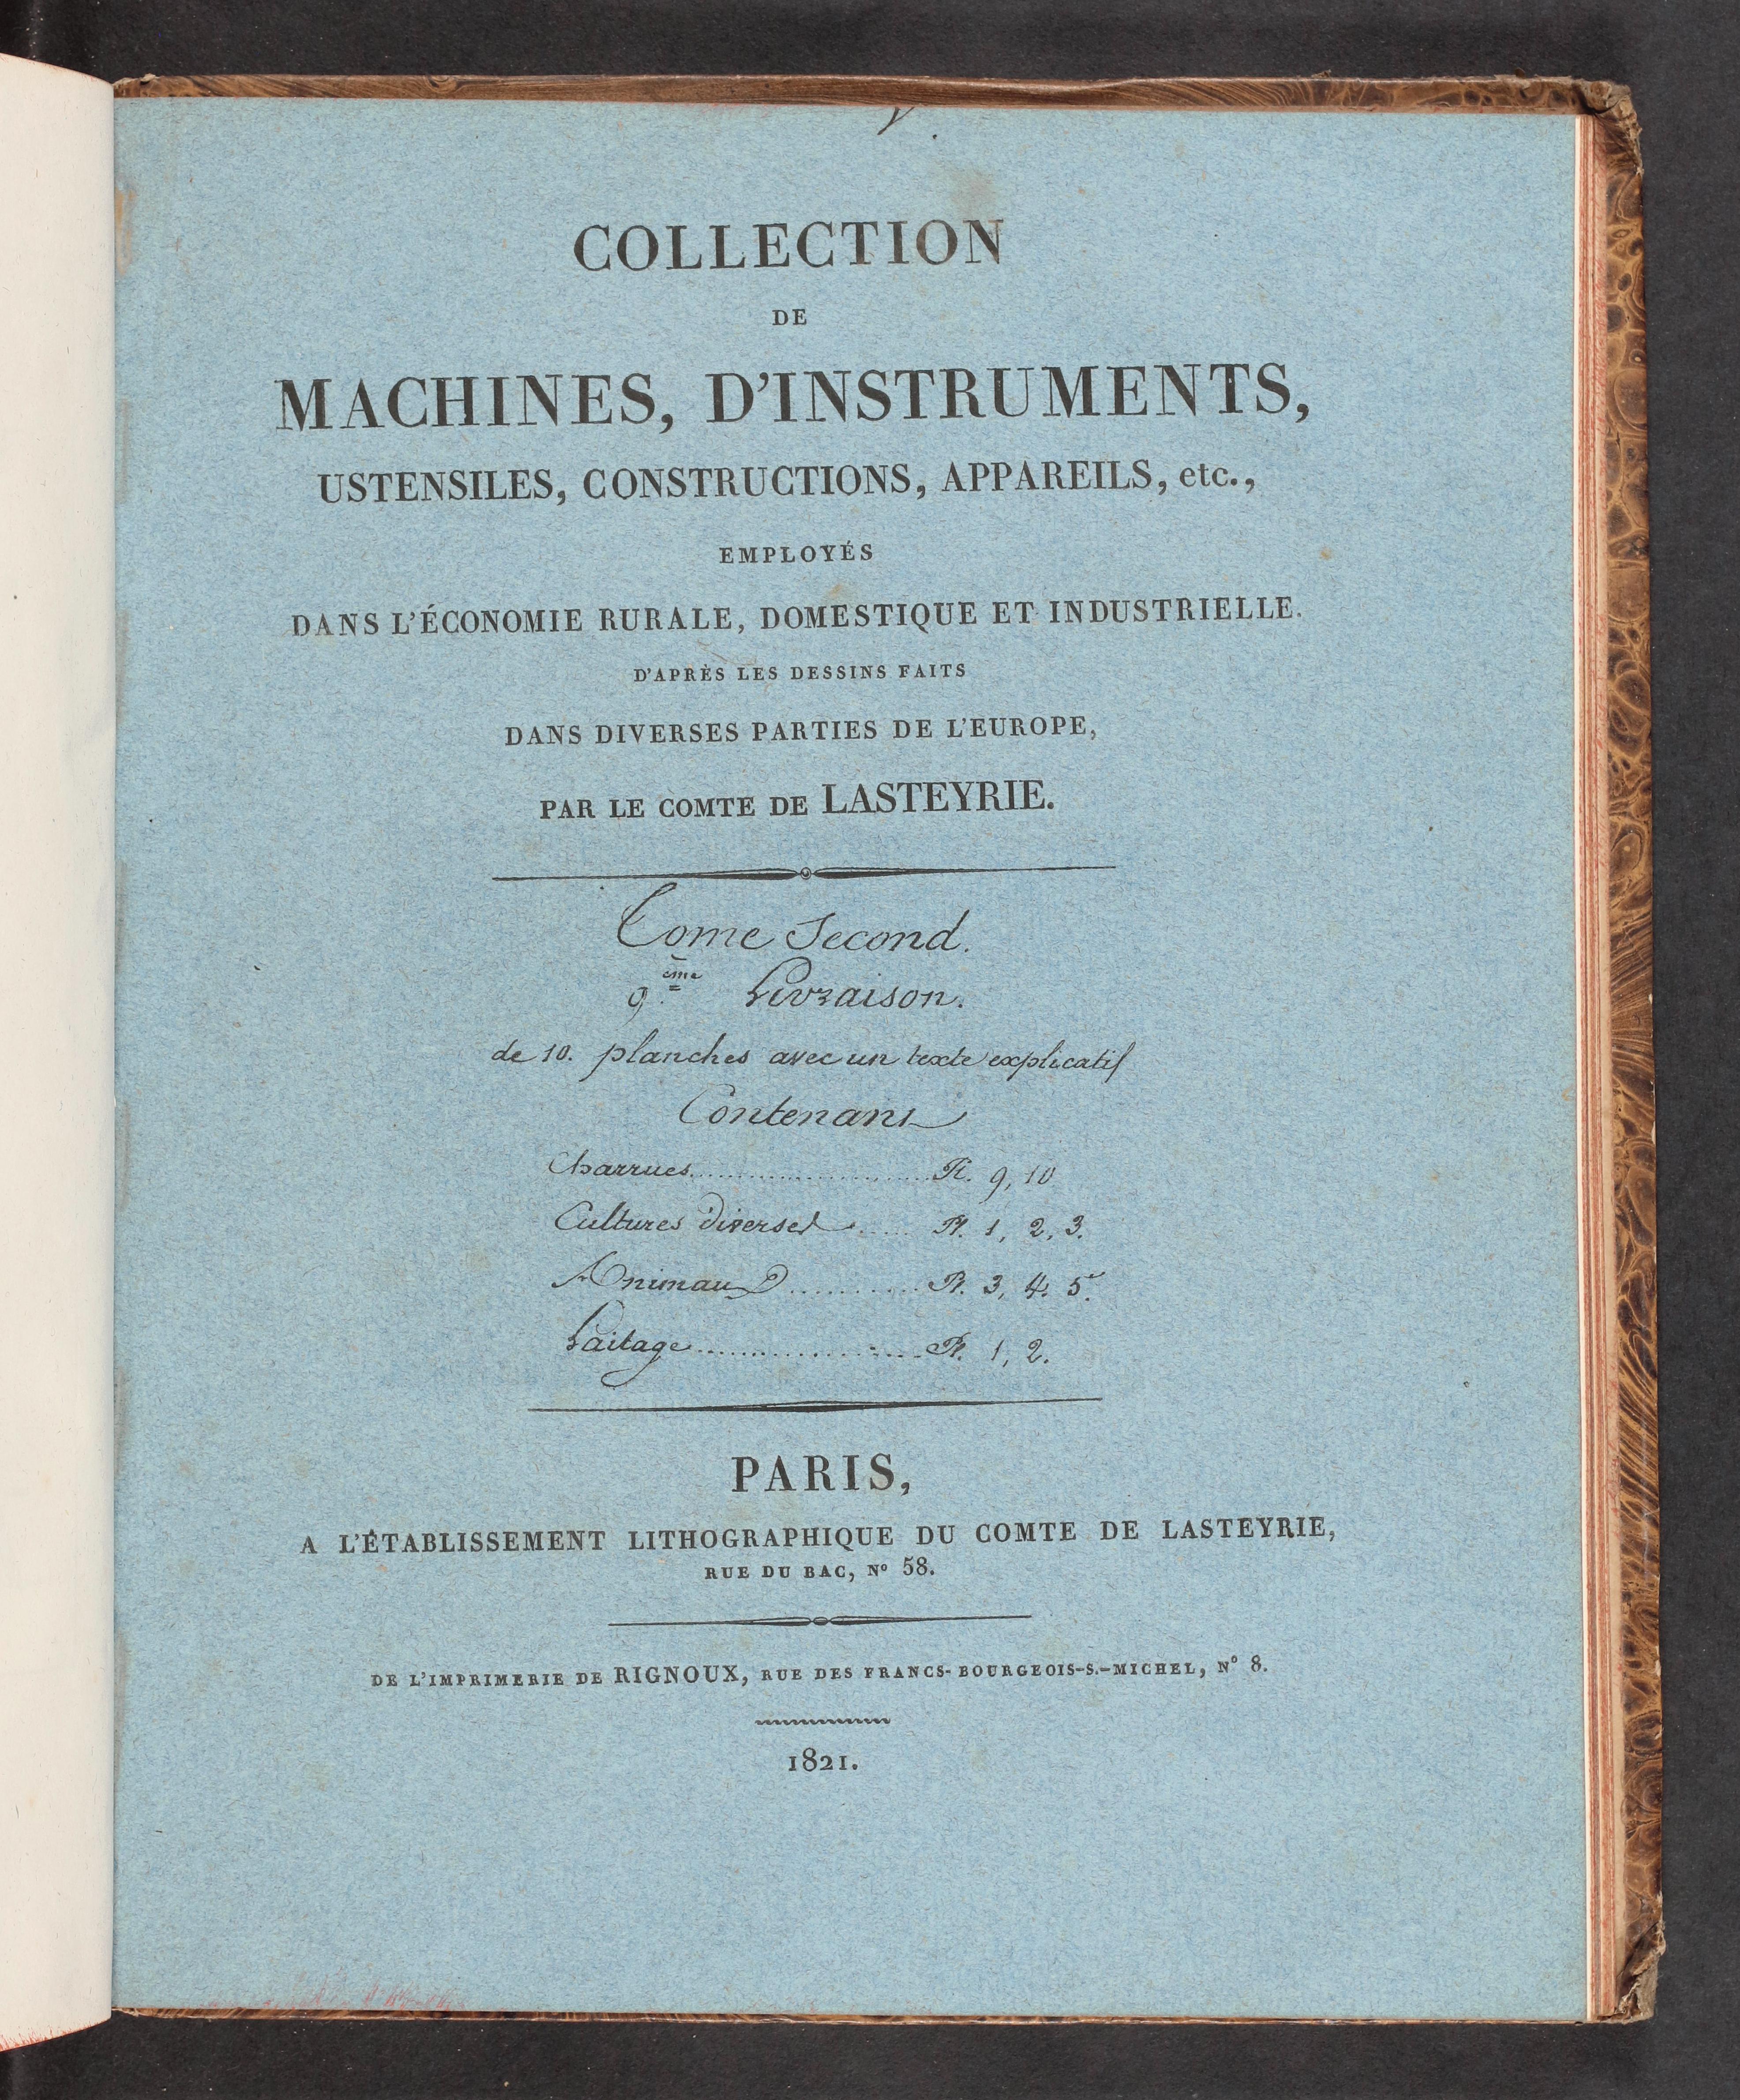 COLLECTION
DE
MACHINES, D'INSTRUMENTS,
USTENSILES, CONSTRUCTIONS, APPAREILS, etc.,
EMPLOYÉS
DANS L'ÉCONOMIE RURALE, DOMESTIQUE ET INDUSTRIELLE.
D'APRÈS LES DESSINS FAITS
DANS DIVERSES PARTIES DE L'EUROPE,
PAR LE COMTE DE LASTEYRIE.
Tome Second.
9.ème Livraison.
de 10. planches avec un texte explicatif
Contenans
Charrues........................Pl. 9, 10
Cultures diverses...... Pl. 1, 2, 3.
Animaux...........Pl. 3, 4. 5.
Laitage......................Pl. 1, 2.
PARIS,
A L'ÉTABLISSEMENT LITHOGRAPHIQUE DU COMTE DE LASTEYRIE,
RUE DU BAC, Nº 58.
DE L'IMPRIMERIE DE RIGNOUX, RUE DES FRANCS-BOURGEOIS-S.-MICHEL, Nº 8.
1821.